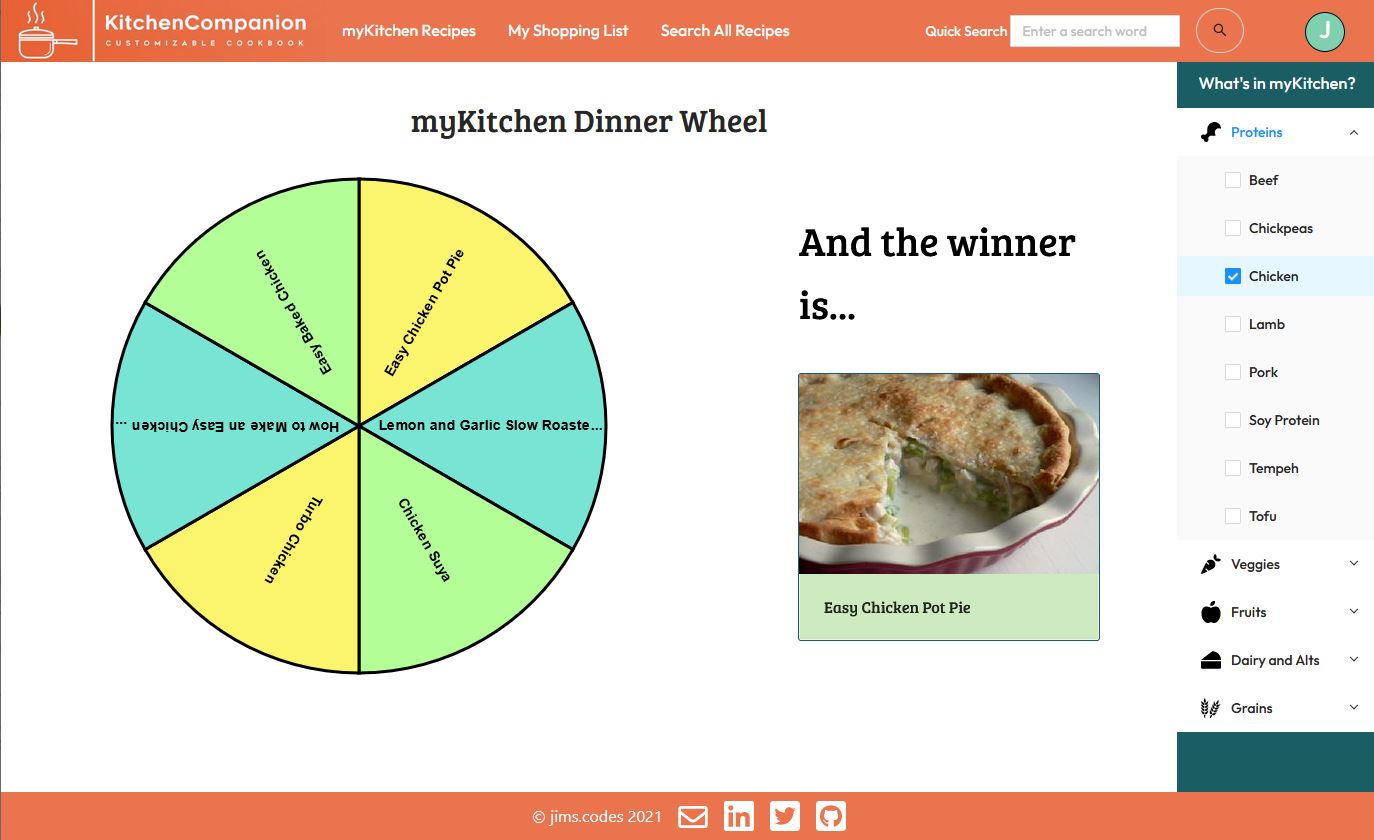 KitchenCompanion
CUSTOMIZABLE COOKBOOK
myKitchen Recipes
My Shopping List
Search All Recipes
Quick Search
Enter a search word
J
myKitchen Dinner Wheel
Easy Baked Chicken
Easy Chicken Pot Pie
How to Make an Easy Chicken ...
Lemon and Garlic Slow Roaste...
Turbo Chicken
Chicken Suya
And the winner
is...
Easy Chicken Pot Pie
What's in myKitchen?
Proteins
Beef
Chickpeas
Chicken
Lamb
Pork
Soy Protein
Tempeh
Tofu
Veggies
Fruits
Dairy and Alts
Grains
© jims.codes 2021
in